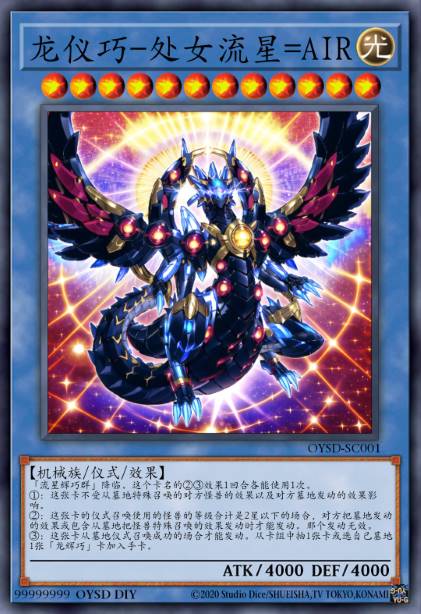 龙仪巧-处女流星=AIR
光
OYSD-SC001
【机械族/仪式/效果】
「流星辉巧群」降临。这个卡名的②③效果1回合各能使用1次。
①：这张卡不受从墓地特殊召唤的对方怪兽的效果以及对方墓地发动的效果影
响。
②：这张卡的仪式召唤使用的怪兽的等级合计是2星以下的场合，对方把墓地发动
的效果或包含从墓地把怪兽特殊召唤的效果发动时才能发动。那个发动无效。
③：这张卡从墓地仪式召唤成功的场合才能发动。从卡组中抽1张卡或选自己墓地
1张「龙辉巧」卡加入手卡。
ATK/4000 DEF/4000
99999999 OYSD DIY
©2020 Studio Dice/SHUEISHA,TV TOKYO,KONAMI